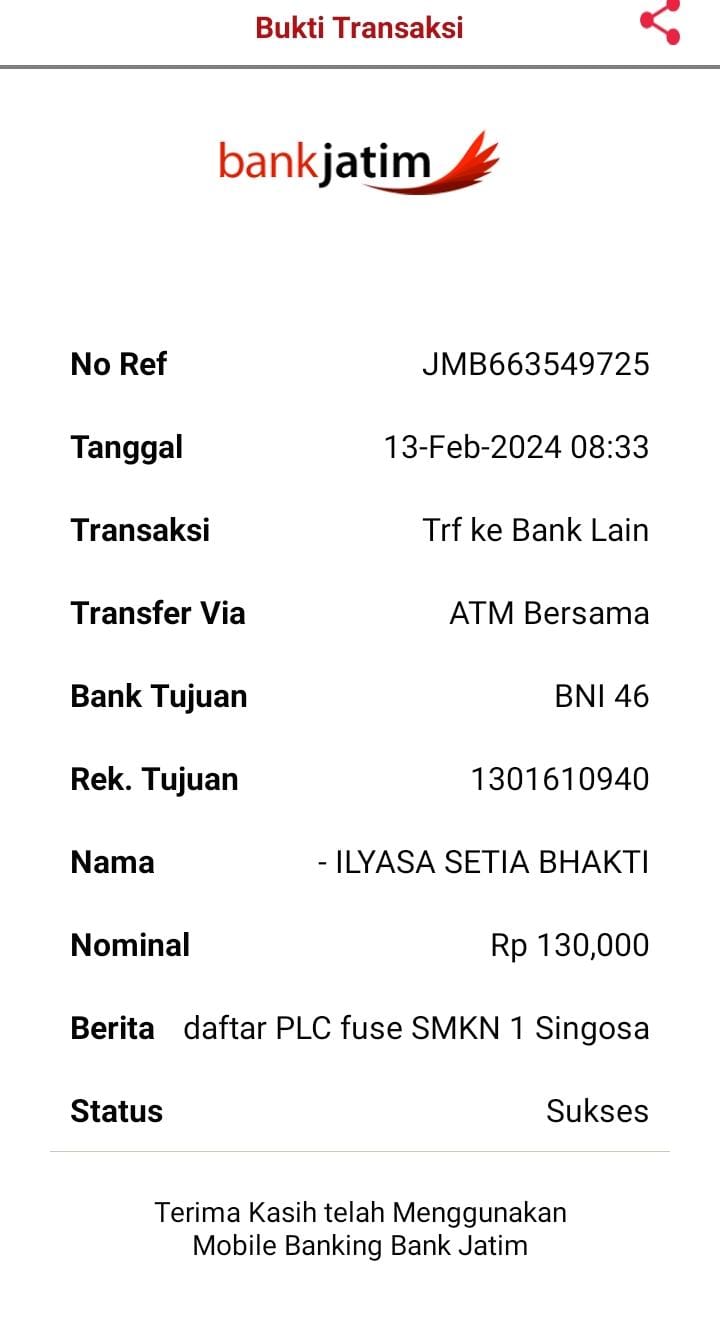 Bukti Transaksi
bankjatim
No Ref JMB663549725
Tanggal 13-Feb-2024 08:33
Transaksi Trf ke Bank Lain
Transfer Via ATM Bersama
Bank Tujuan BNI 46
Rek. Tujuan 1301610940
Nama - ILYASA SETIA BHAKTI
Nominal Rp 130,000
Berita daftar PLC fuse SMKN 1 Singosa
Status Sukses
Terima Kasih telah Menggunakan
Mobile Banking Bank Jatim